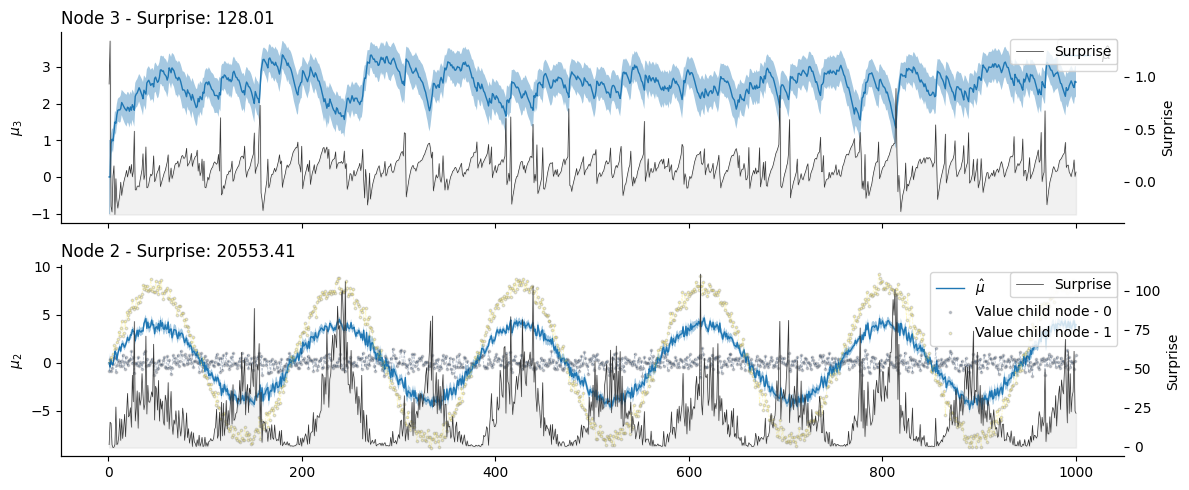 Node 3 - Surprise: 128.01
Surprise
3
2
1
0
−1
μ3
1.0
0.5
0.0
Surprise
Node 2 - Surprise: 20553.41
μ̂
Value child node - 0
Value child node - 1
Surprise
10
5
0
−5
μ2
100
75
50
25
0
Surprise
0
200
400
600
800
1000